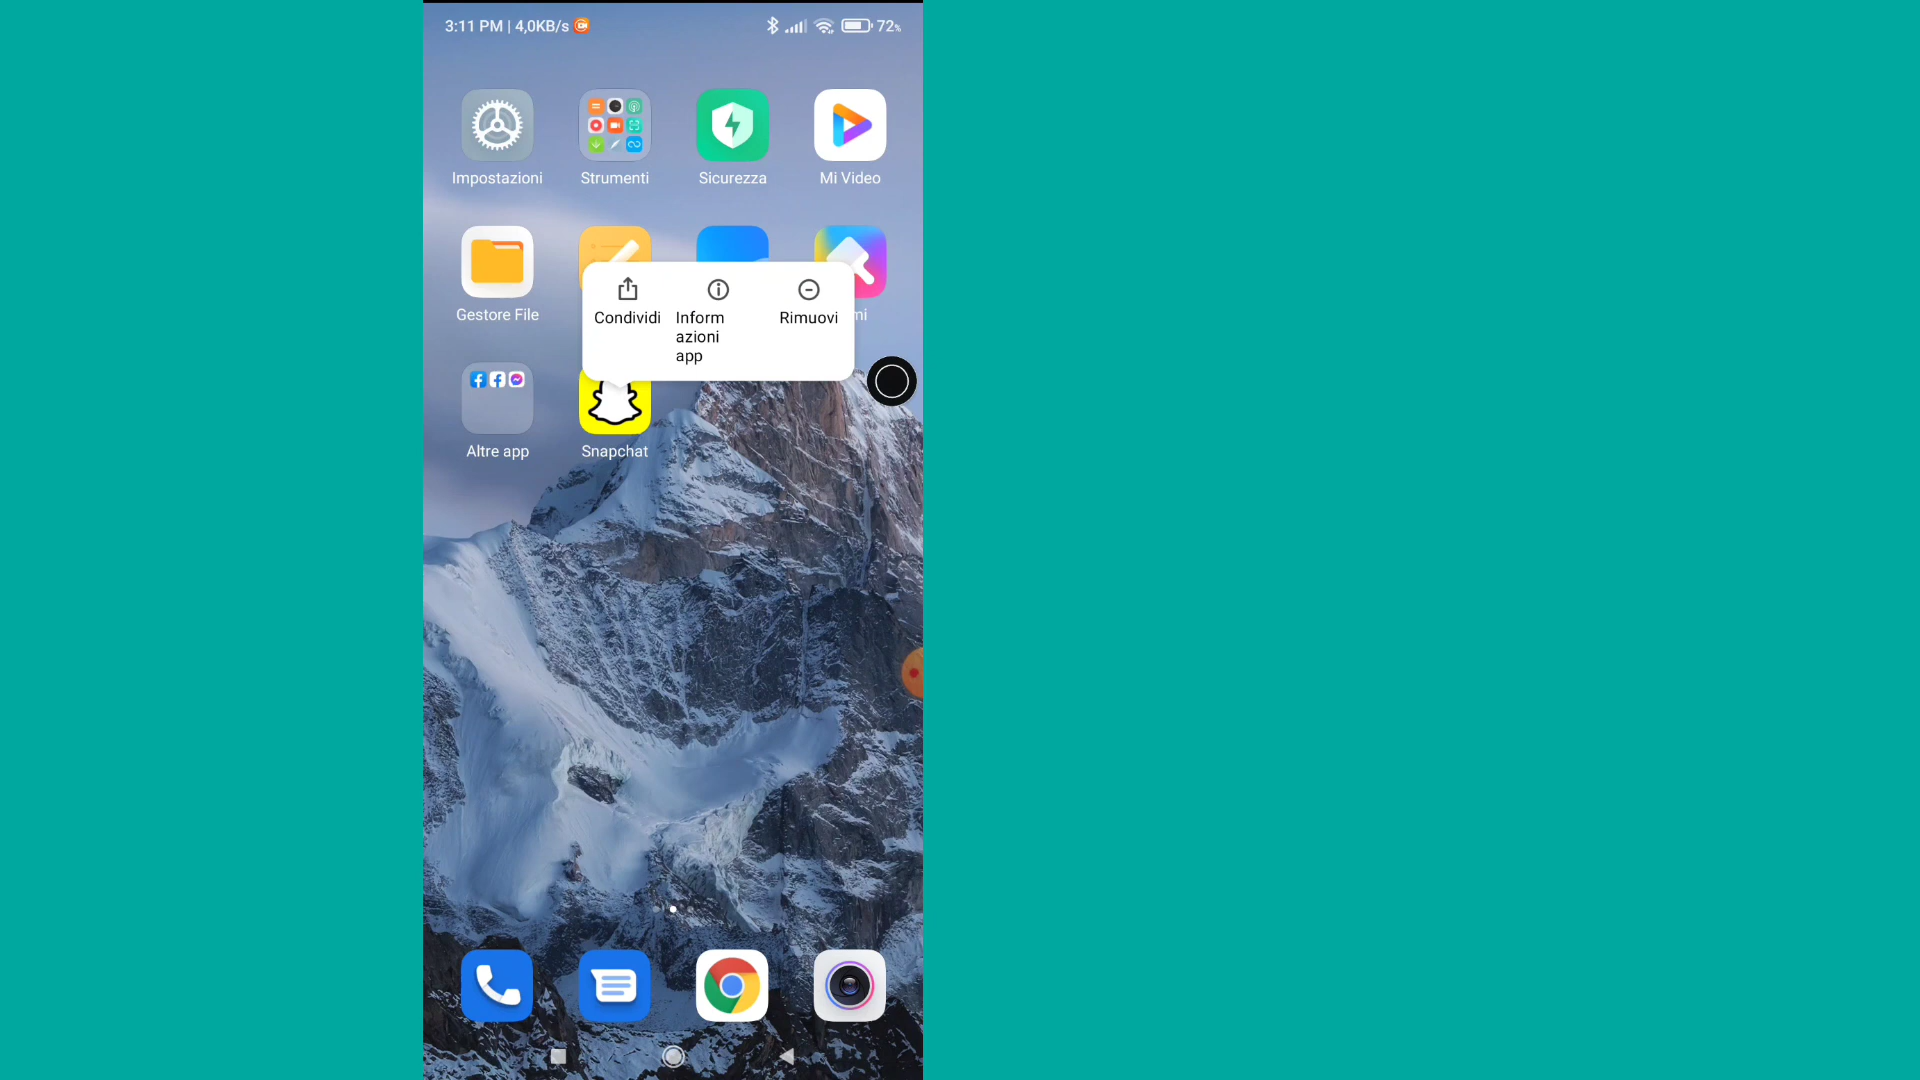 3:11 PM | 4,0KB/s
72%
Impostazioni
Strumenti
Sicurezza
Mi Video
Gestore File
mi
Condividi
Inform
azioni
app
Rimuovi
Altre app
Snapchat